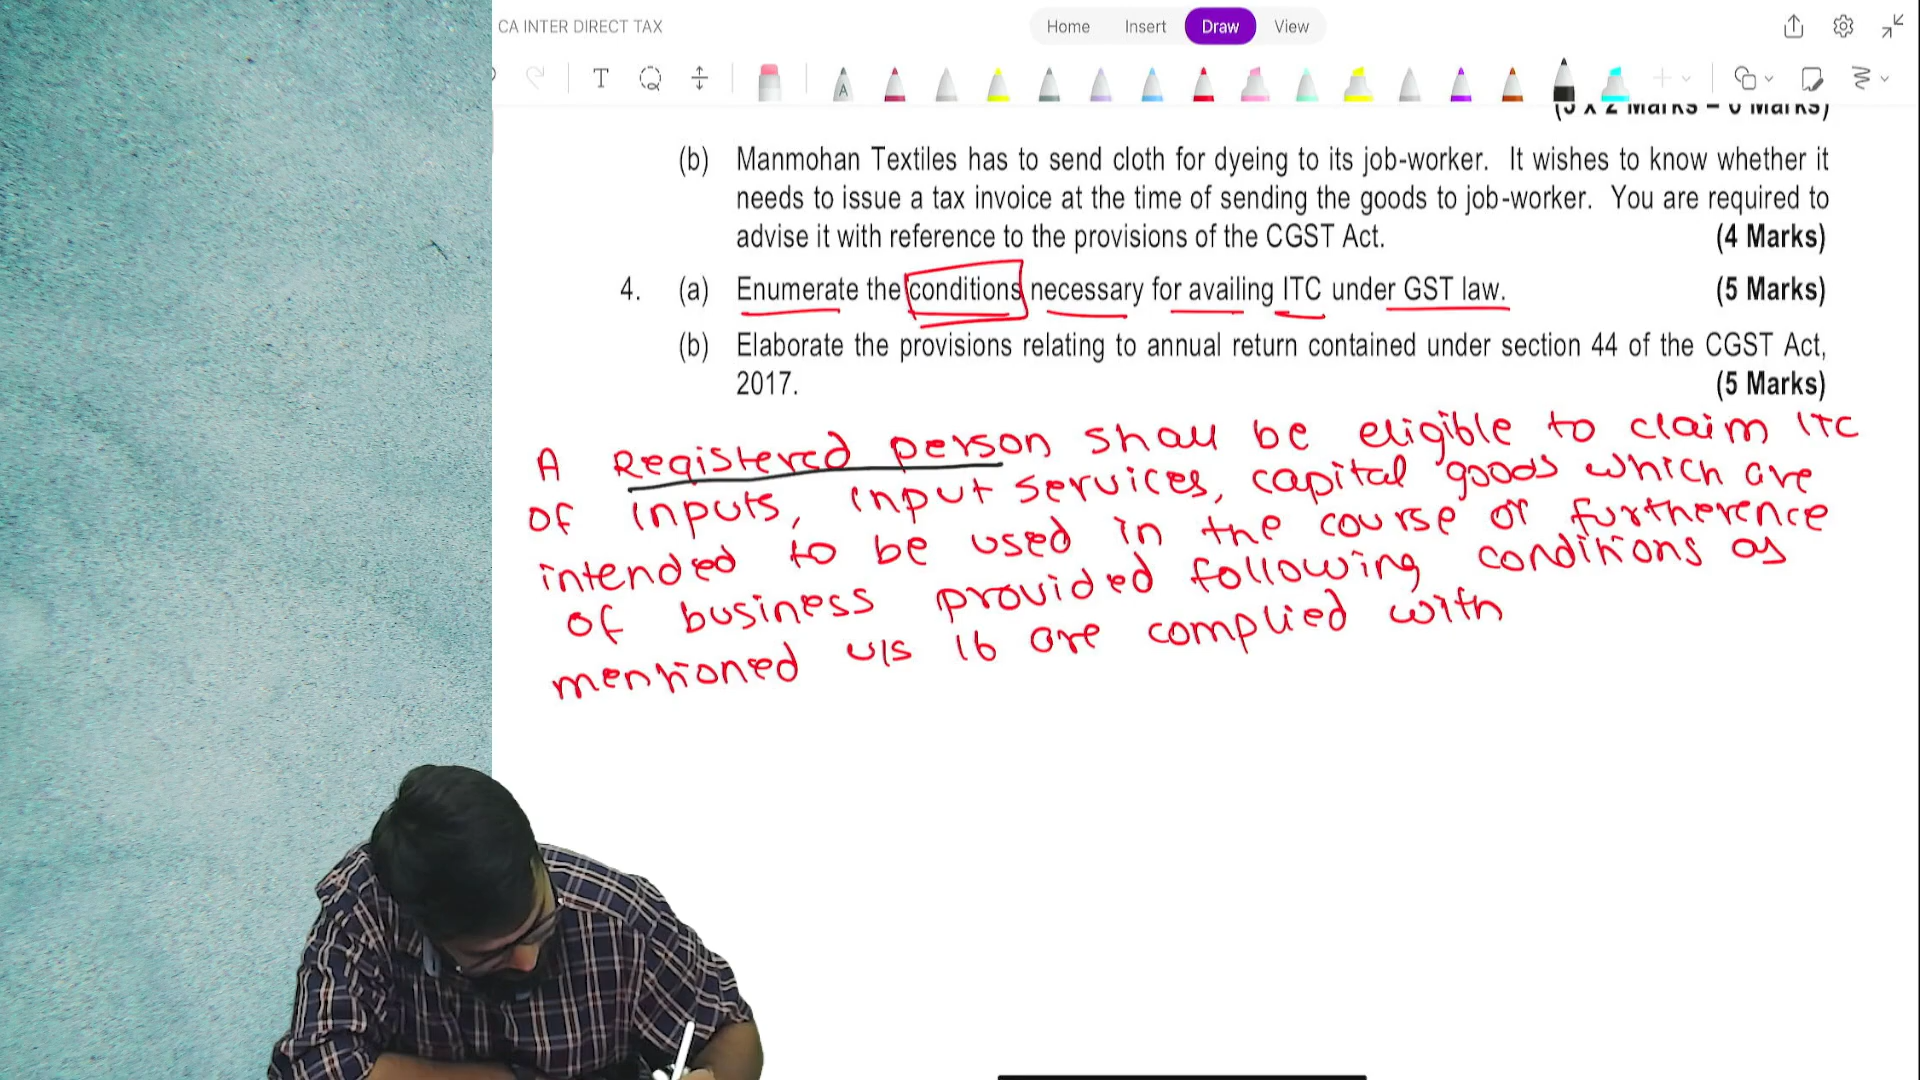 CA INTER DIRECT TAX
Home Insert Draw View
T
A
(b) Manmohan Textiles has to send cloth for dyeing to its job-worker. It wishes to know whether it
needs to issue a tax invoice at the time of sending the goods to job-worker. You are required to
advise it with reference to the provisions of the CGST Act. (4 Marks)
4. (a) Enumerate the conditions necessary for availing ITC under GST law. (5 Marks)
(b) Elaborate the provisions relating to annual return contained under section 44 of the CGST Act,
2017. (5 Marks)
A Registered person shall be eligible to claim ITC
of inputs, input services, capital goods which are
intended to be used in the course or furtherence
of business provided following conditions as
mentioned u/s 16 are complied with